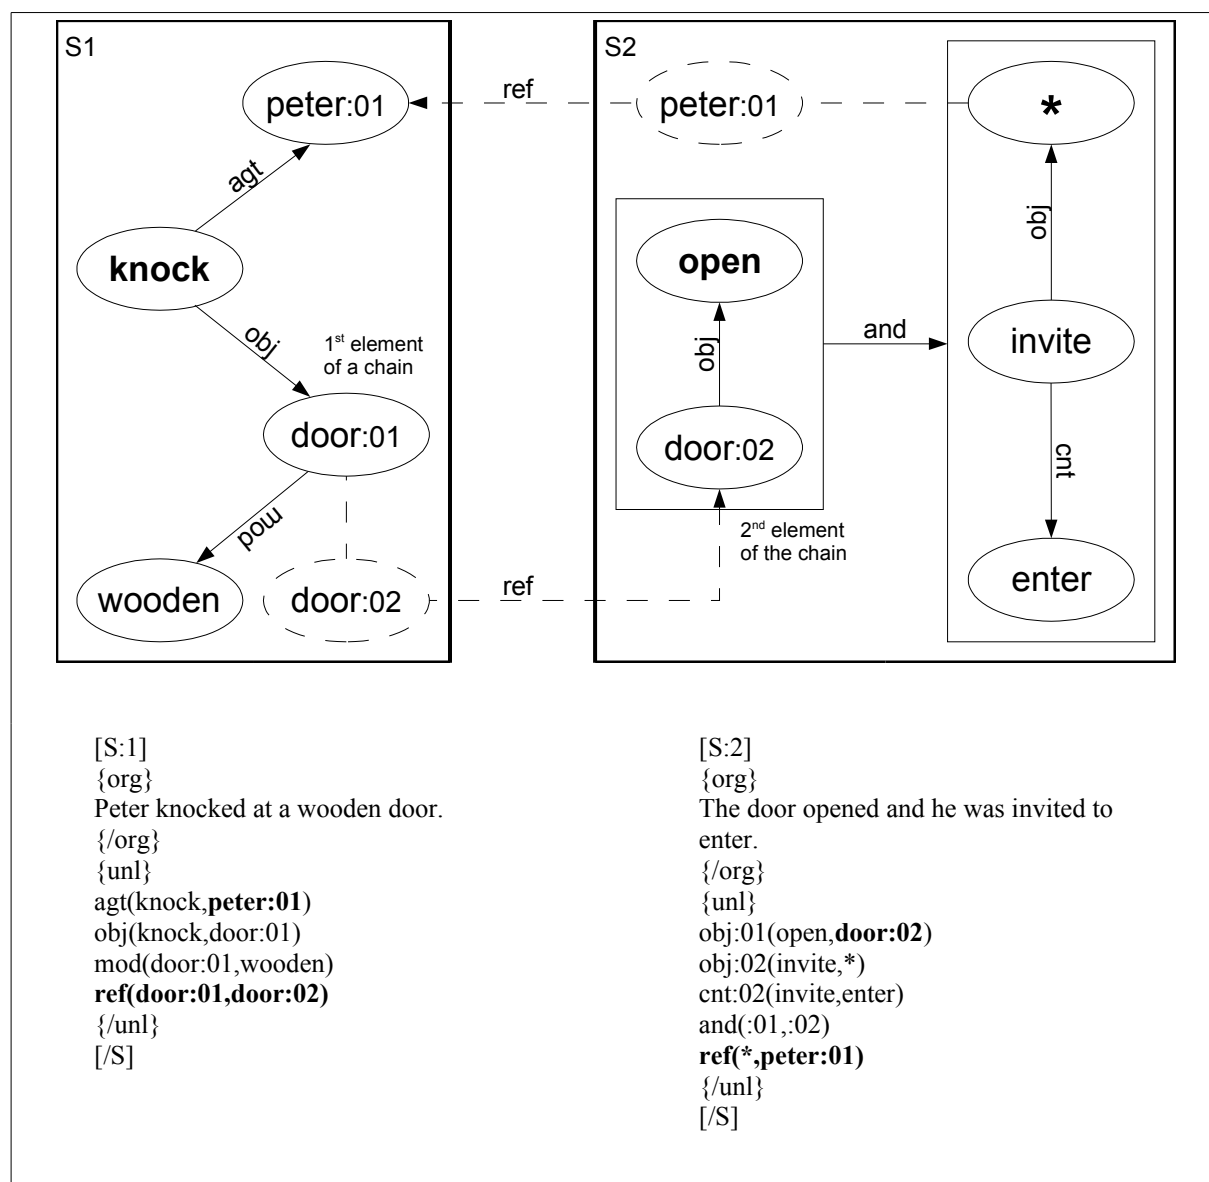 S1
peter:01
agt
knock
obj
1st element
of a chain
door:01
mod
wooden
door:02
ref
ref
S2
peter:01
*
open
obj
door:02
2nd element
of the chain
and
obj
invite
cnt
enter
[S:1]
{org}
Peter knocked at a wooden door.
{/org}
{unl}
agt(knock,peter:01)
obj(knock,door:01)
mod(door:01,wooden)
ref(door:01,door:02)
{/unl}
[/S]
[S:2]
{org}
The door opened and he was invited to
enter.
{/org}
{unl}
obj:01(open,door:02)
obj:02(invite,*)
cnt:02(invite,enter)
and(:01,:02)
ref(*,peter:01)
{/unl}
[/S]